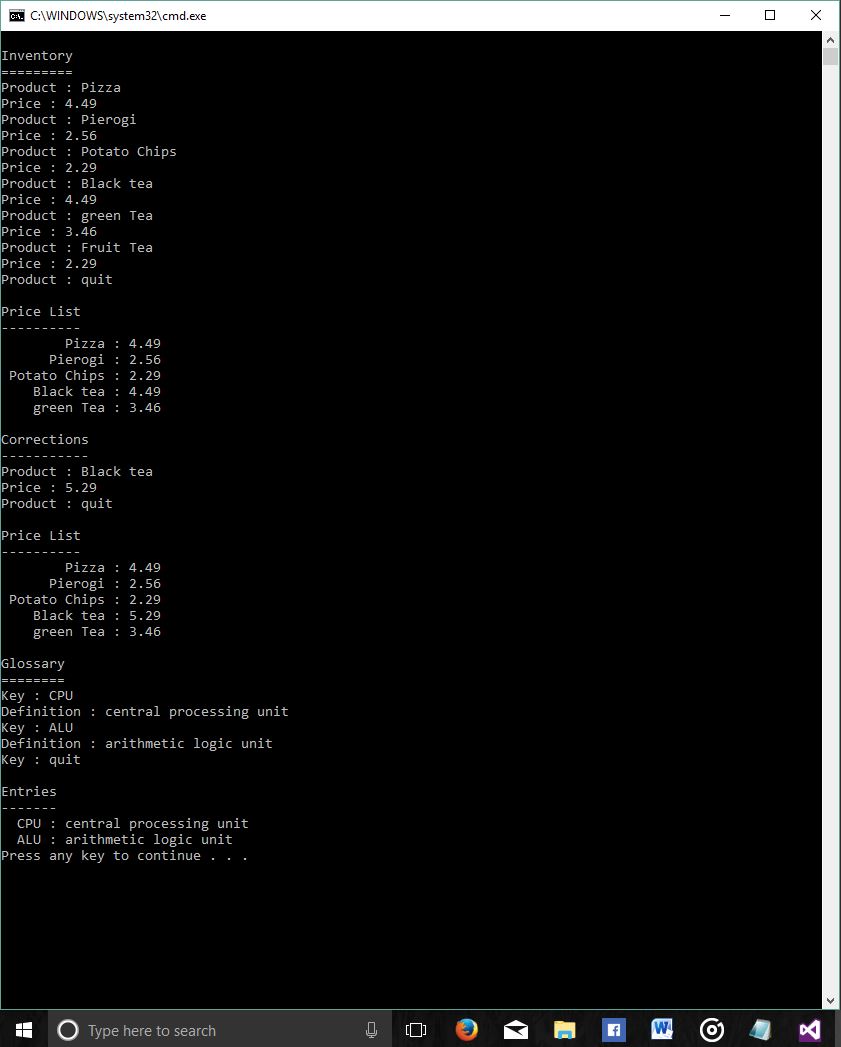 C:\WINDOWS\system32\cmd.exe
Inventory
=========
Product : Pizza
Price : 4.49
Product : Pierogi
Price : 2.56
Product : Potato Chips
Price : 2.29
Product : Black tea
Price : 4.49
Product : green Tea
Price : 3.46
Product : Fruit Tea
Price : 2.29
Product : quit

Price List
----------
        Pizza : 4.49
      Pierogi : 2.56
 Potato Chips : 2.29
    Black tea : 4.49
    green Tea : 3.46

Corrections
-----------
Product : Black tea
Price : 5.29
Product : quit

Price List
----------
        Pizza : 4.49
      Pierogi : 2.56
 Potato Chips : 2.29
    Black tea : 5.29
    green Tea : 3.46

Glossary
========
Key : CPU
Definition : central processing unit
Key : ALU
Definition : arithmetic logic unit
Key : quit

Entries
-------
  CPU : central processing unit
  ALU : arithmetic logic unit
Press any key to continue . . .
Type here to search